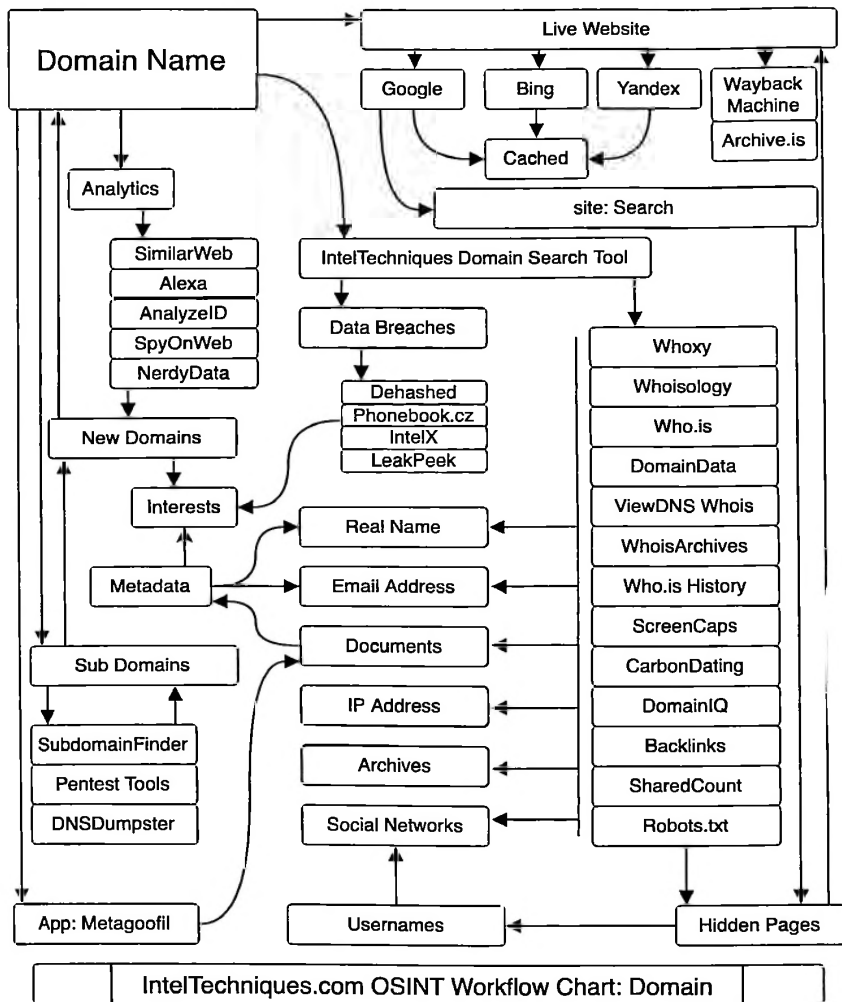 Domain Name
Live Website
Google
Bing
Yandex
Wayback
Machine
Archive.is
Cached
Analytics
site: Search
SimilarWeb
Alexa
AnalyzeID
SpyOnWeb
NerdyData
IntelTechniques Domain Search Tool
Data Breaches
Dehashed
Phonebook.cz
IntelX
LeakPeek
Whoxy
Whoisology
Who.is
DomainData
ViewDNS Whois
WhoisArchives
Who.is History
ScreenCaps
CarbonDating
DomainIQ
Backlinks
SharedCount
Robots.txt
New Domains
Interests
Metadata
Real Name
Email Address
Documents
IP Address
Archives
Social Networks
Sub Domains
SubdomainFinder
Pentest Tools
DNSDumpster
App: Metagoofil
Usernames
Hidden Pages
IntelTechniques.com OSINT Workflow Chart: Domain